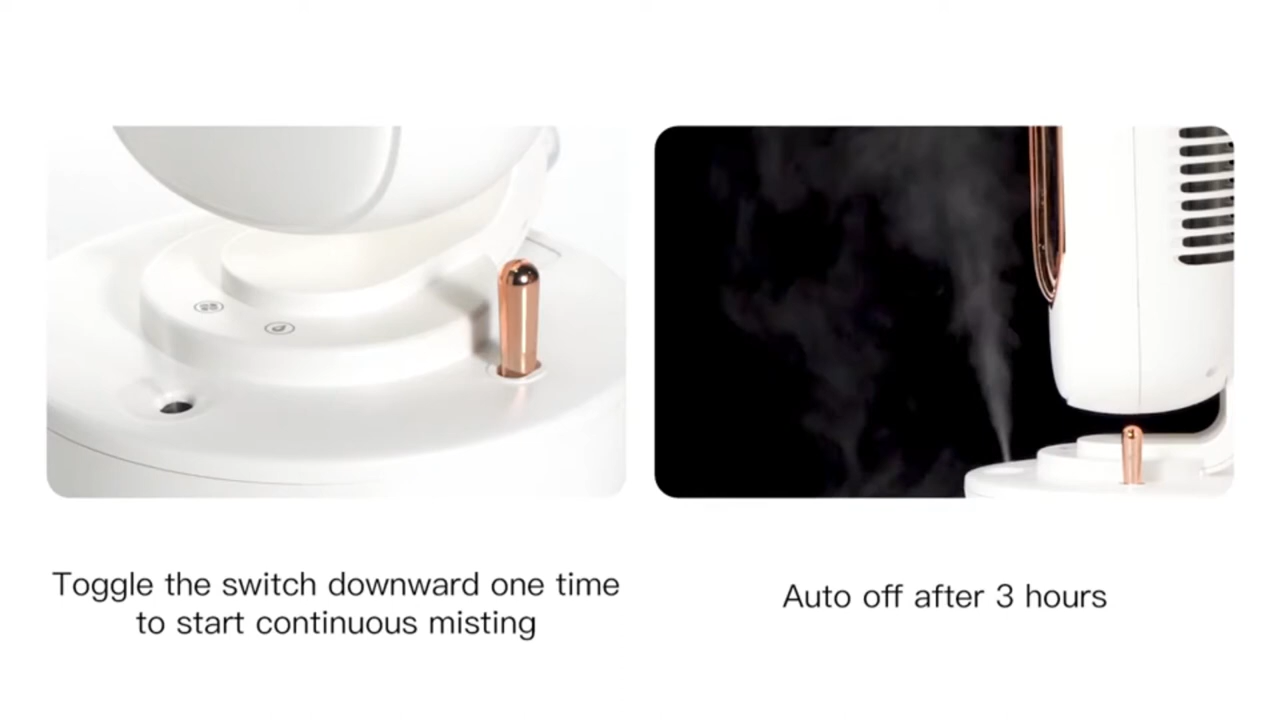 Toggle the switch downward one time
to start continuous misting
Auto off after 3 hours